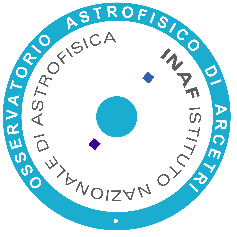 OSSERVATORIO ASTROFISICO DI ARCETRI
INAF ISTITUTO NAZIONALE DI ASTROFISICA